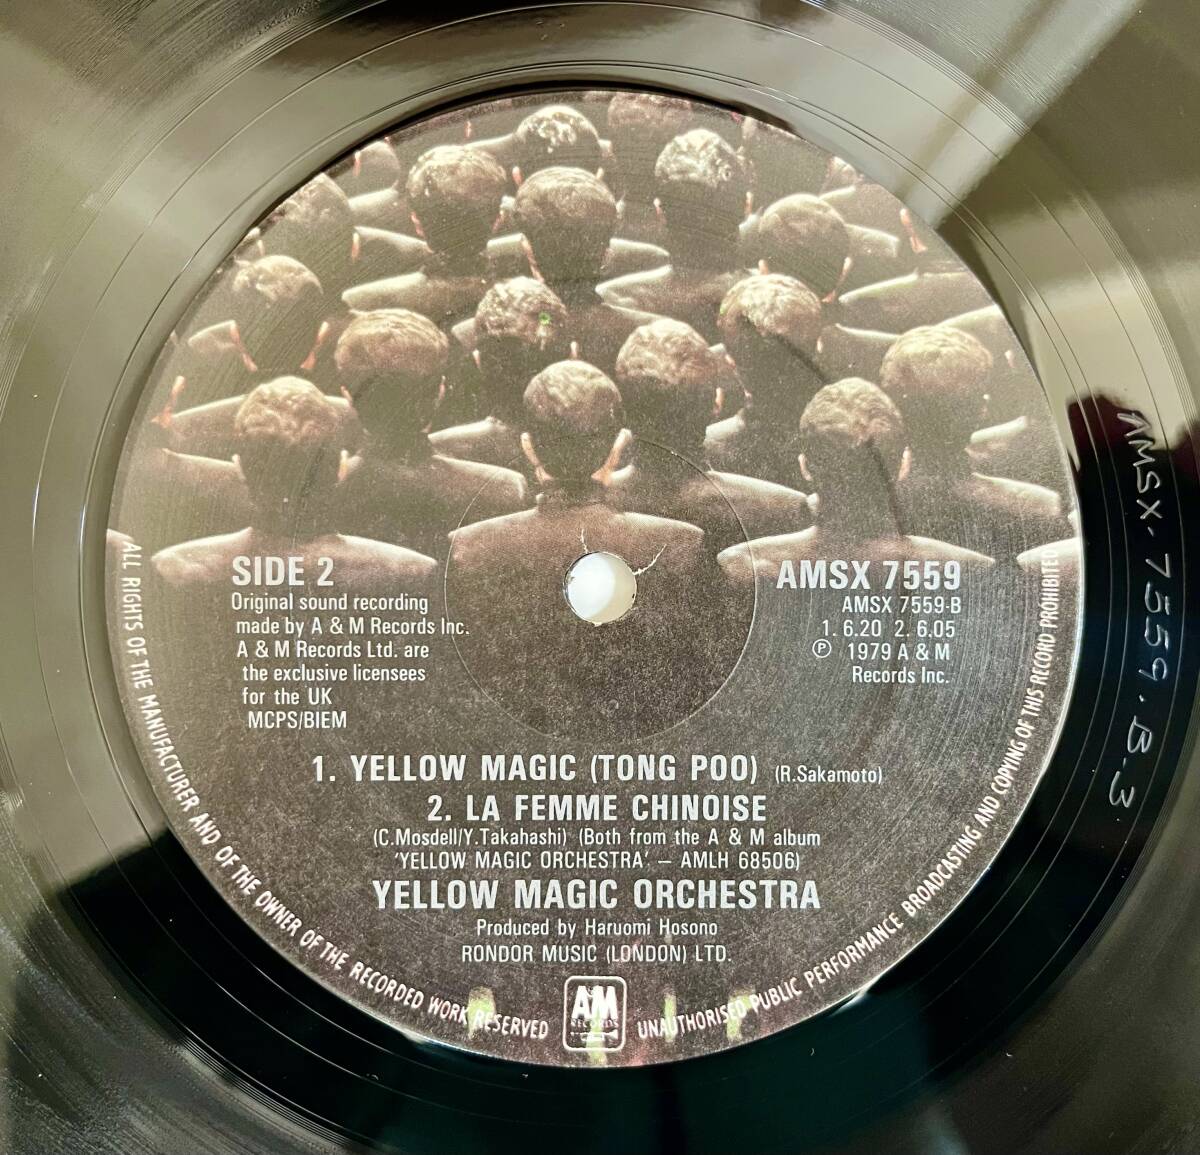 SIDE 2
Original sound recording
made by A & M Records Inc.
A & M Records Ltd. are
the exclusive licensees
for the UK
MCPS/BIEM
AMSX 7559
AMSX 7559-B
1. 6.20 2. 6.05
Ⓟ 1979 A & M
Records Inc.
1. YELLOW MAGIC (TONG POO) (R.Sakamoto)
2. LA FEMME CHINOISE
(C.Mosdell/Y.Takahashi) (Both from the A & M album
'YELLOW MAGIC ORCHESTRA'. — AMLH 68506)
YELLOW MAGIC ORCHESTRA
Produced by Haruomi Hosono
RONDOR MUSIC (LONDON) LTD.
A&M
RECORDS
ALL RIGHTS OF THE MANUFACTURER AND OF THE OWNER OF THE RECORDED WORK RESERVED
UNAUTHORISED PUBLIC PERFORMANCE BROADCASTING AND COPYING OF THIS RECORD PROHIBITED
AMSX. 7559. B. 3